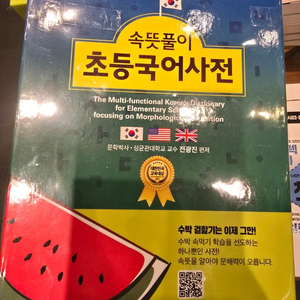 속뜻풀이
초등국어사전
The Multi-functional Korean Dictionary
for Elementary
focusing on Morphological
문학박사·성균관대학교 교수 전광진 편저
수박 겉핥기는 이제 그만!
수박 속먹기 학습을 선도하는
하나뿐인 사전!
속뜻을 알아야 문해력이 오릅니다.